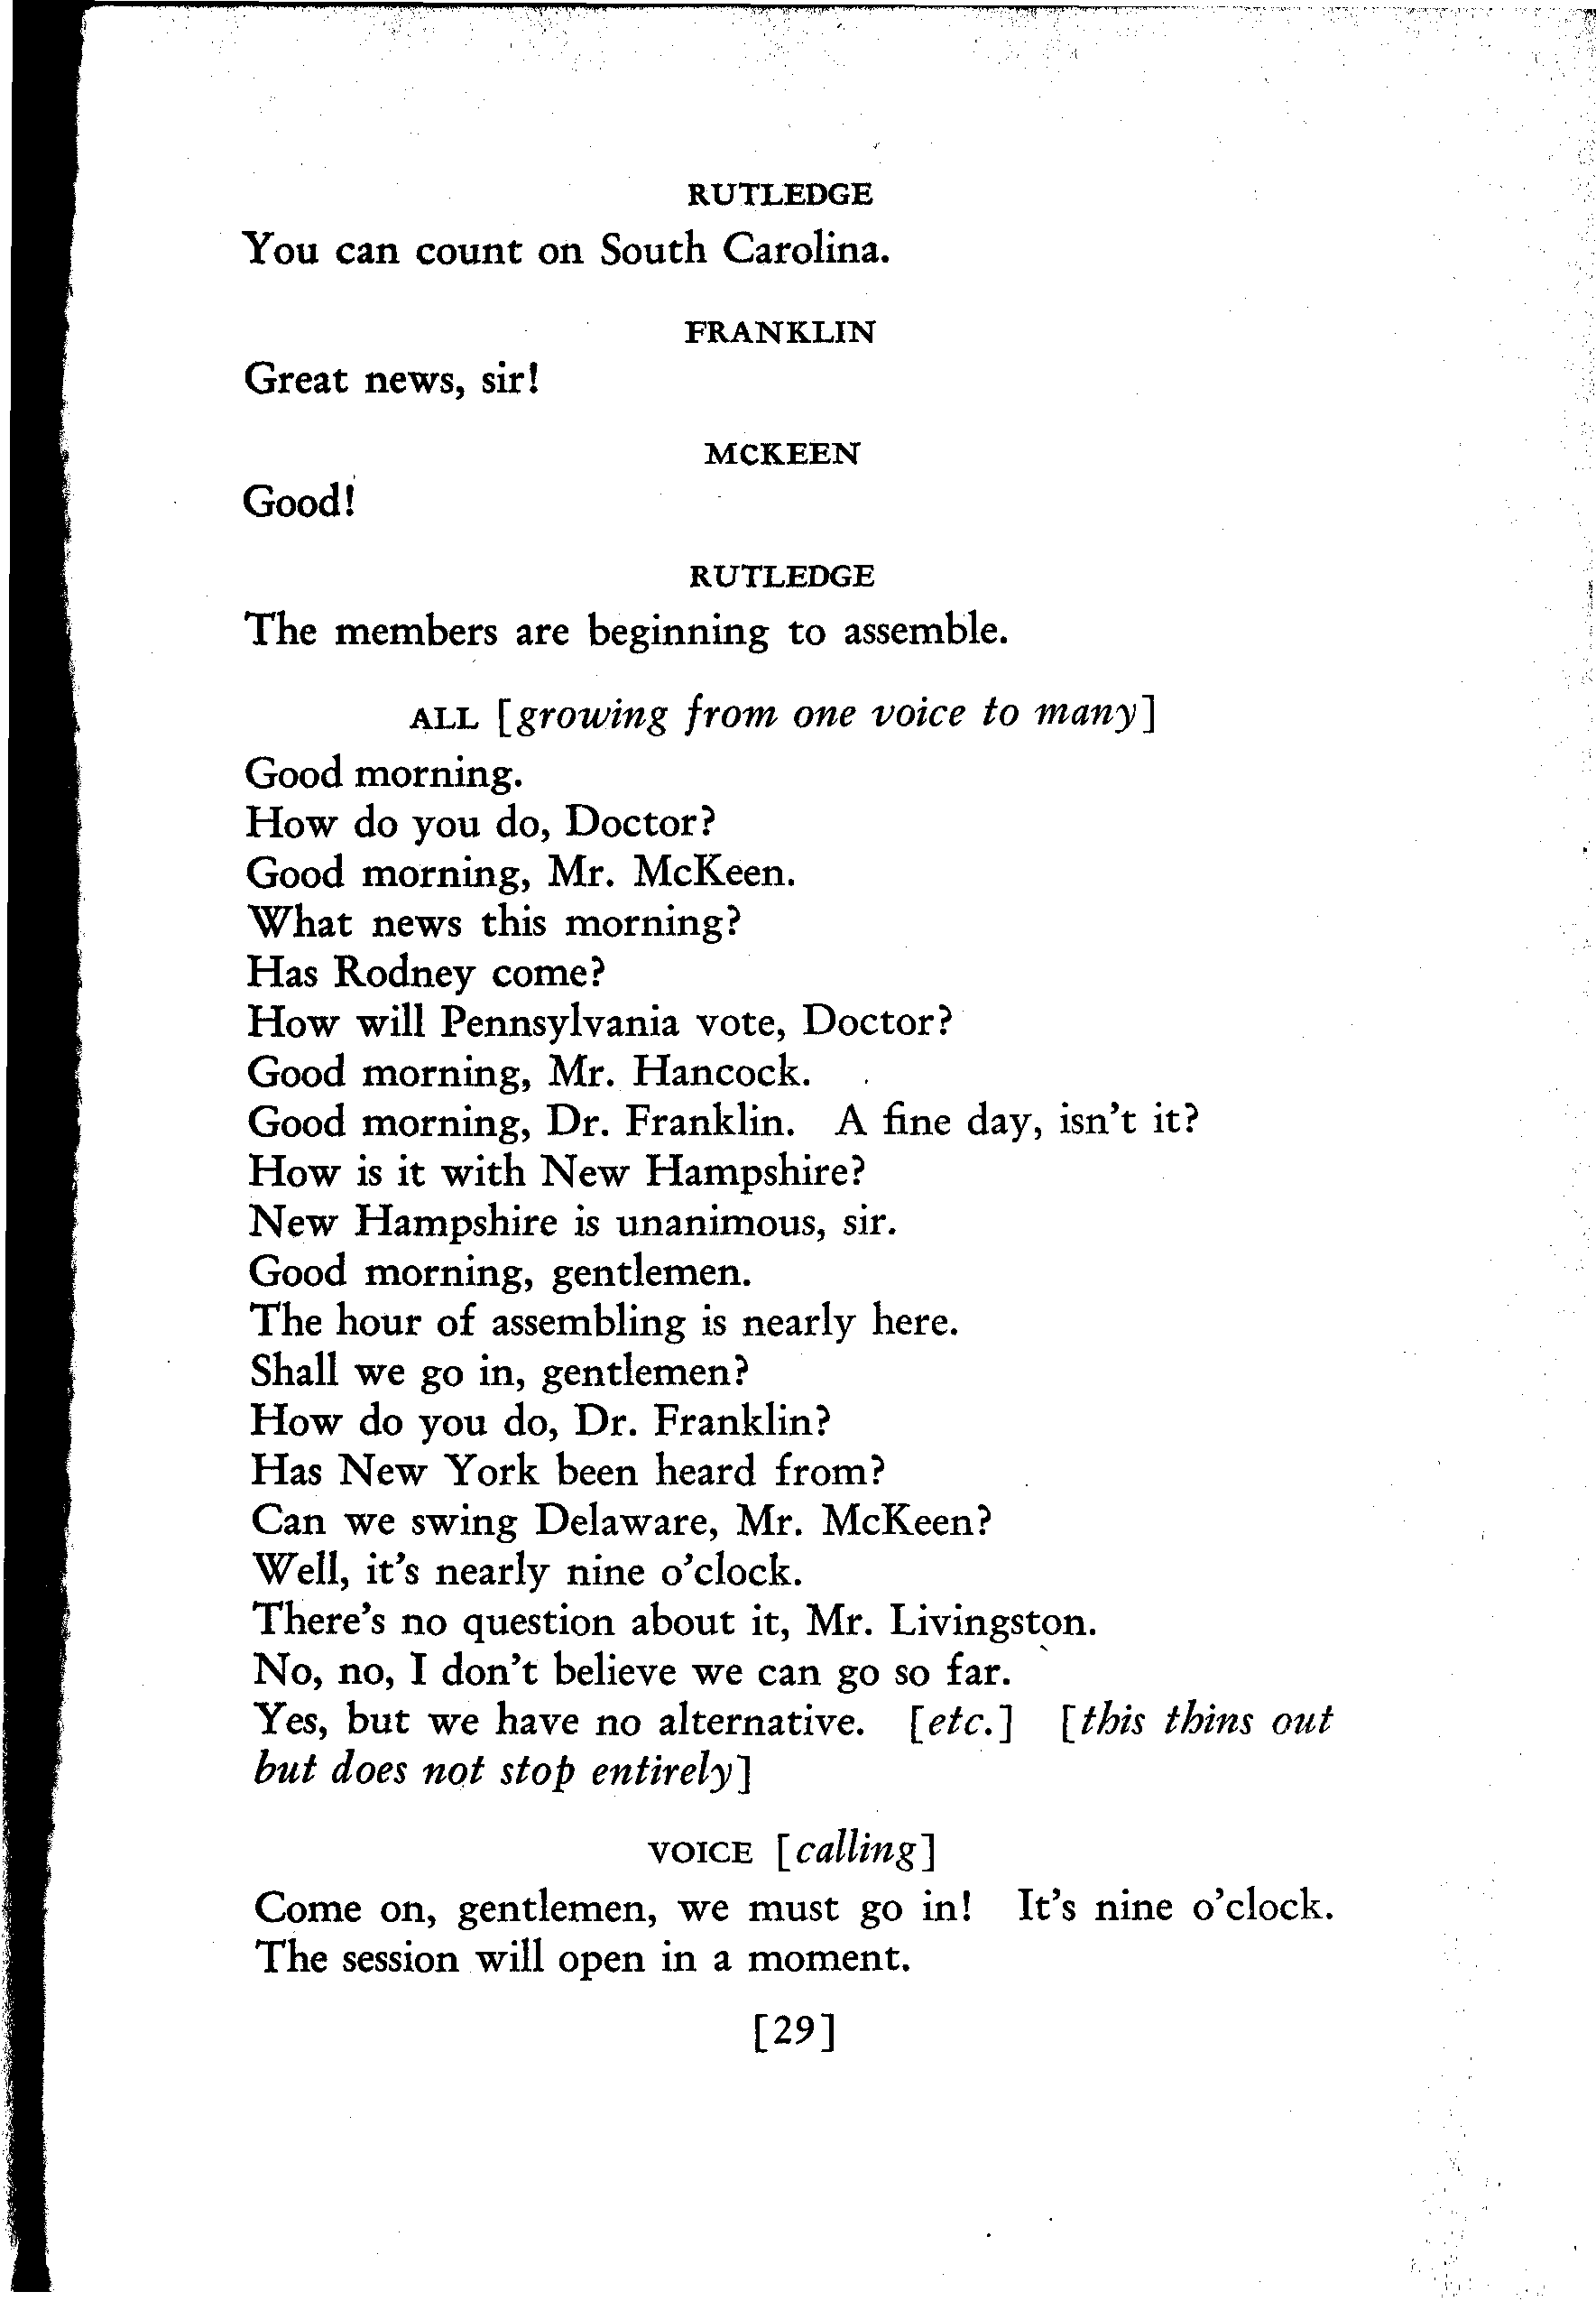 RUTLEDGE
You can count on South Carolina.
FRANKLIN
Great news, sir!
MCKEEN
Good!
RUTLEDGE
The members are beginning to assemble.
ALL [growing from one voice to many]
Good morning.
How do you do, Doctor?
Good morning, Mr. McKeen.
What news this morning?
Has Rodney come?
How will Pennsylvania vote, Doctor?
Good morning, Mr. Hancock.
Good morning, Dr. Franklin. A fine day, isn't it?
How is it with New Hampshire?
New Hampshire is unanimous, sir.
Good morning, gentlemen.
The hour of assembling is nearly here.
Shall we go in, gentlemen?
How do you do, Dr. Franklin?
Has New York been heard from?
Can we swing Delaware, Mr. McKeen?
Well, it's nearly nine o'clock.
There's no question about it, Mr. Livingston.
No, no, I don't believe we can go so far.
Yes, but we have no alternative. [etc.] [this thins out
but does not stop entirely]
VOICE [calling]
Come on, gentlemen, we must go in! It's nine o'clock.
The session will open in a moment.
[29]